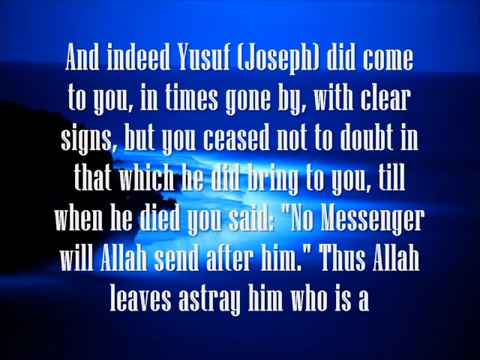 And indeed Yusuf (Joseph) did come
to you, in times gone by, with clear
signs, but you ceased not to doubt in
that which he did bring to you, till
when he died you said: "No Messenger
will Allah send after him." Thus Allah
leaves astray him who is a